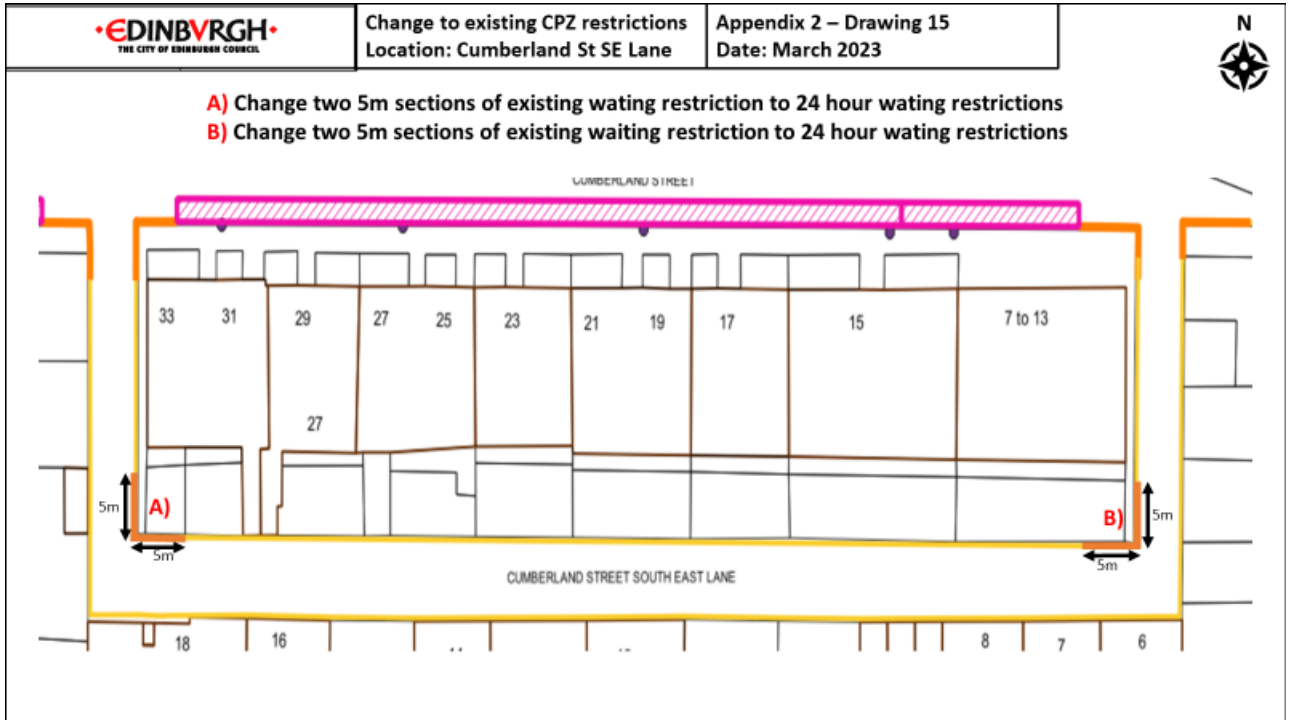 EDINBVRGH
THE CITY OF EDINBURGH COUNCIL
Change to existing CPZ restrictions
Location: Cumberland St SE Lane
Appendix 2 – Drawing 15
Date: March 2023
N
A) Change two 5m sections of existing wating restriction to 24 hour wating restrictions
B) Change two 5m sections of existing waiting restriction to 24 hour wating restrictions
CUMBERLAND STREET
33 31 29 27 25 23 21 19 17 15 7 to 13
27
5m A) B) 5m
5m 5m
CUMBERLAND STREET SOUTH EAST LANE
18 16 8 7 6